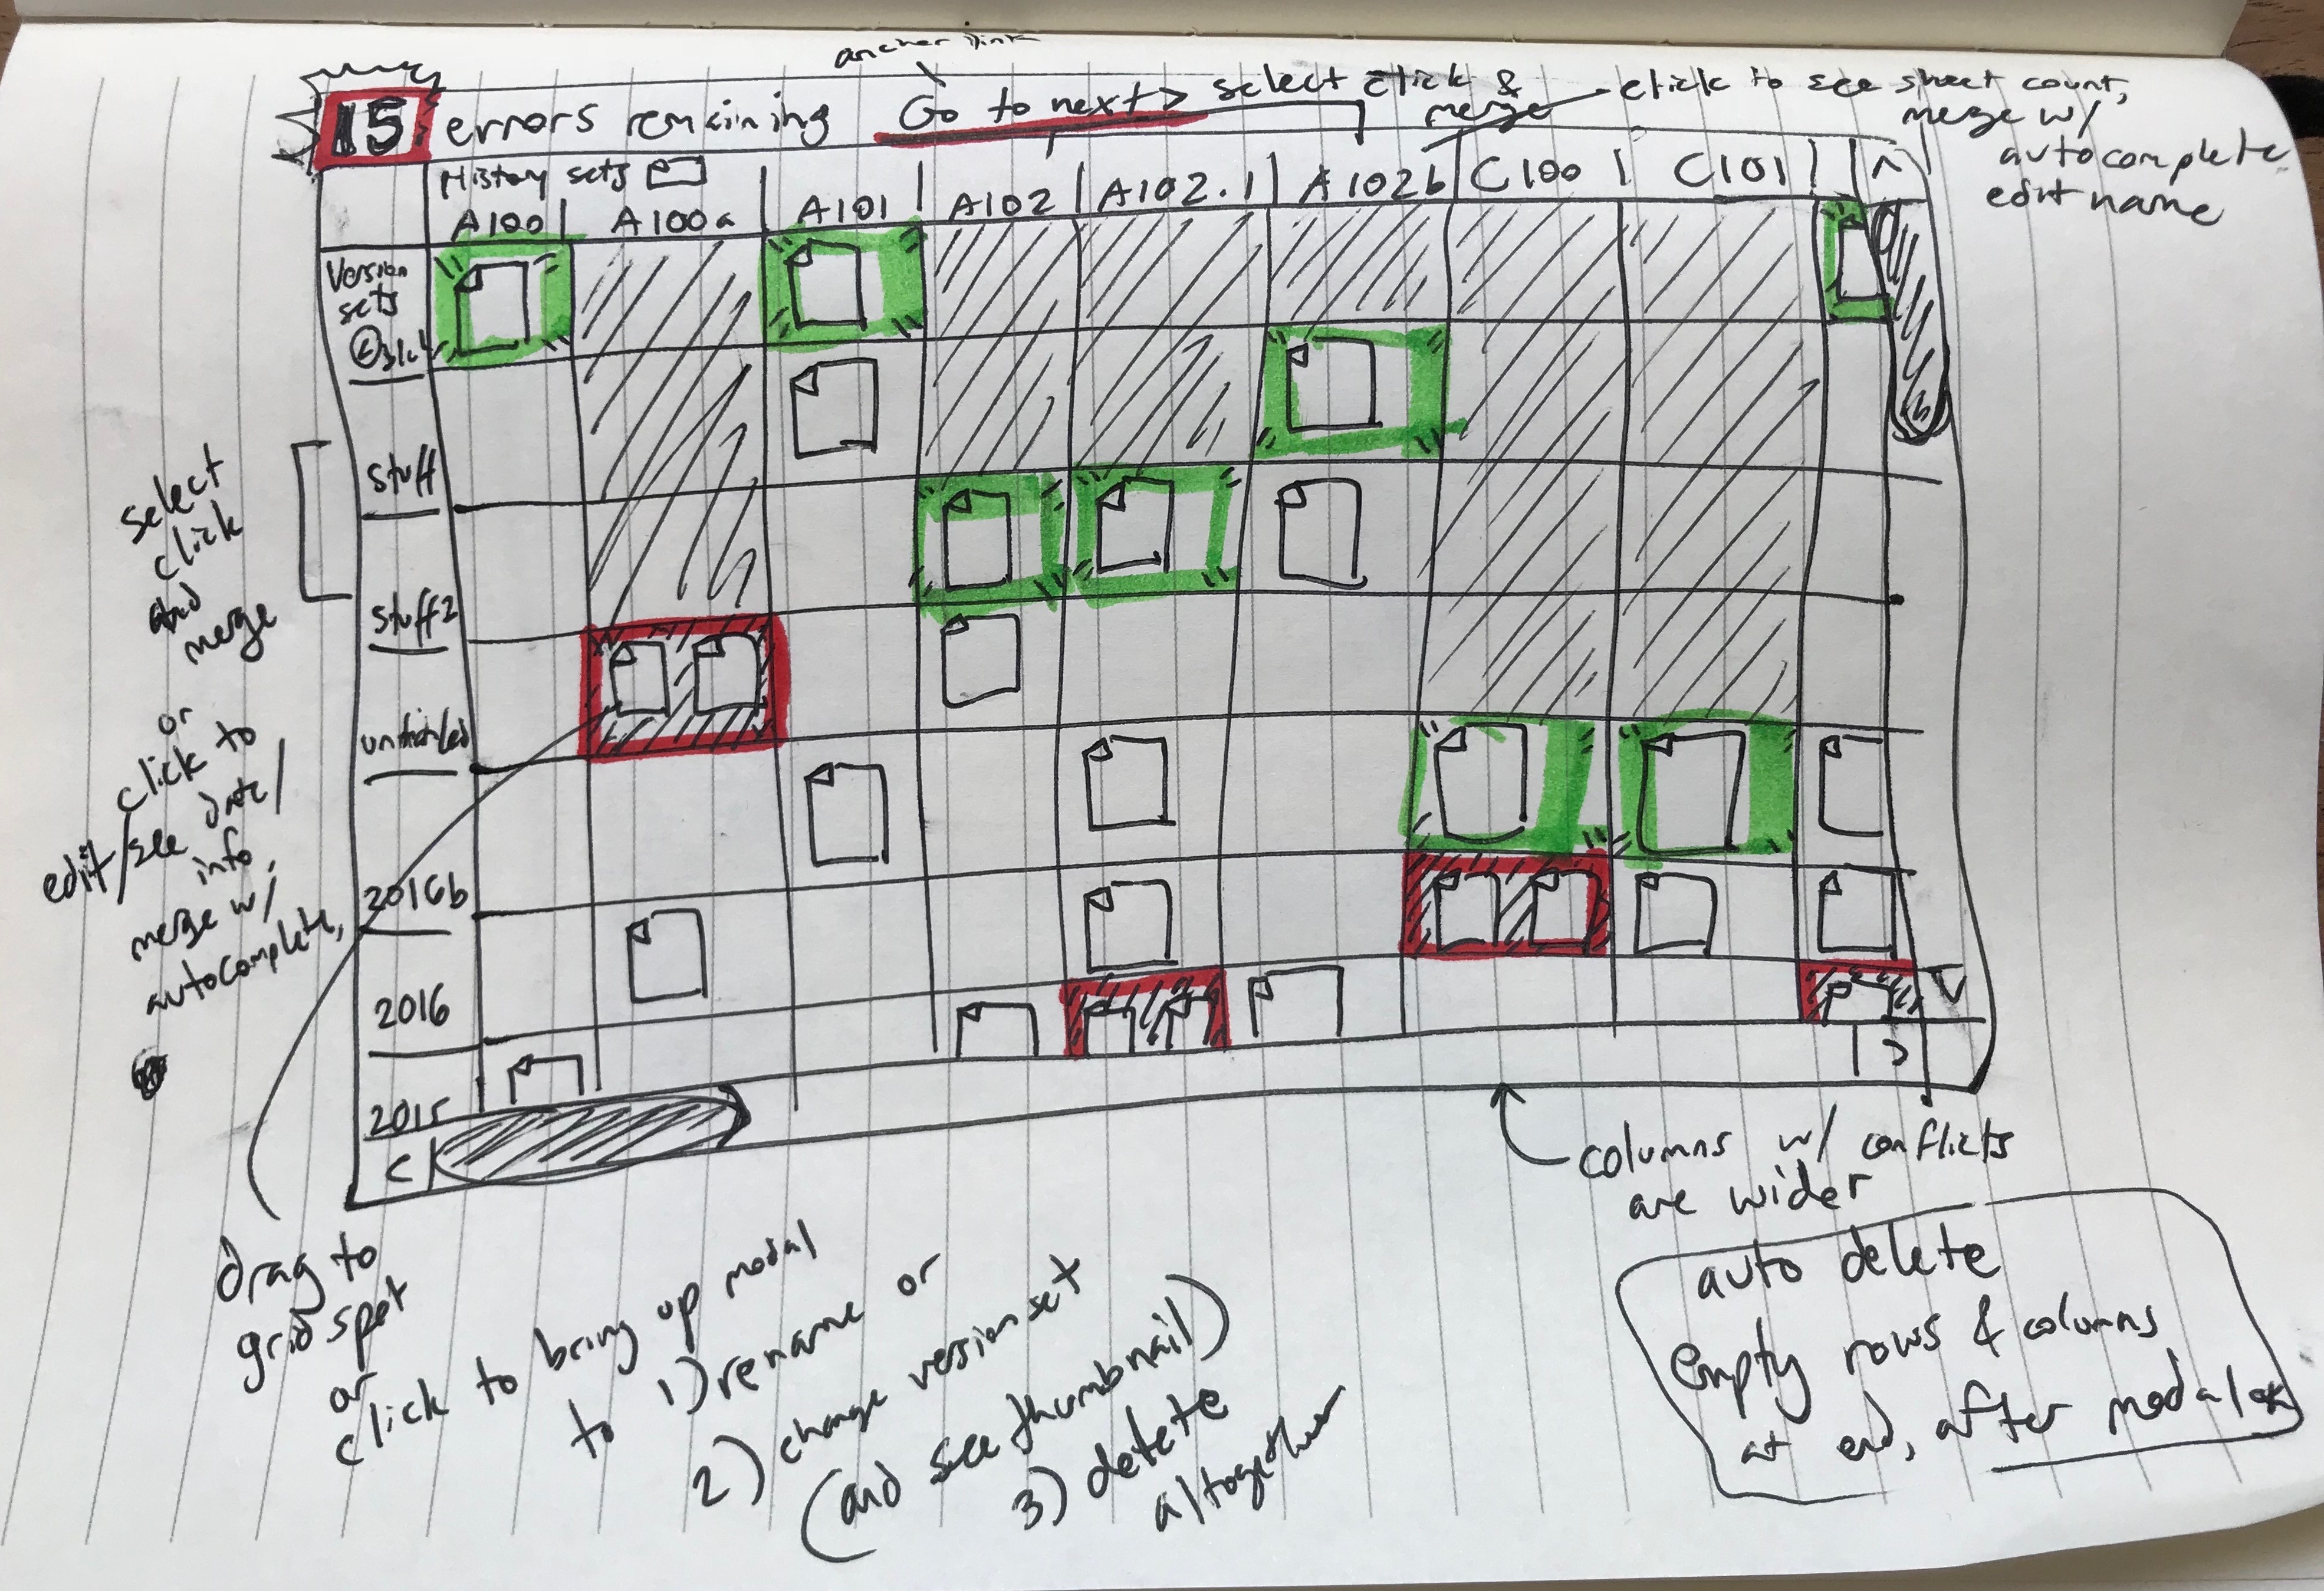 anchor link
15 errors remaining Go to next > select click & merge
click to see sheet count,
merge w/
autocomplete
edit name
History sets
A100 A100a A101 A102 A102.1 A102b C100 C101
Version
sets
stuff
stuff2
untitled
2016b
2016
2015
select
click
and
merge
or
click to
edit/see date/
info,
merge w/
autocomplete,
drag to
grid spot
or
click to bring up modal
to 1) rename or
2) change version set
(and see thumbnail)
3) delete
altogether
columns w/ conflicts
are wider
auto delete
empty rows & columns
at end, after modal ok